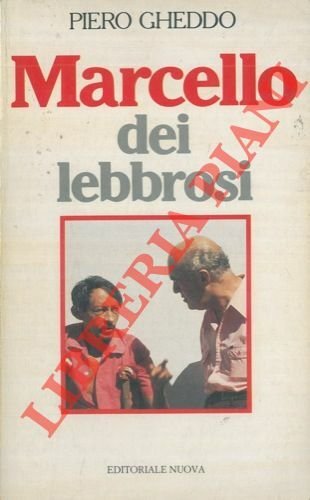 PIERO GHEDDO
Marcello
dei
lebbrosi
LIBRERIA PIANI
EDITORIALE NUOVA